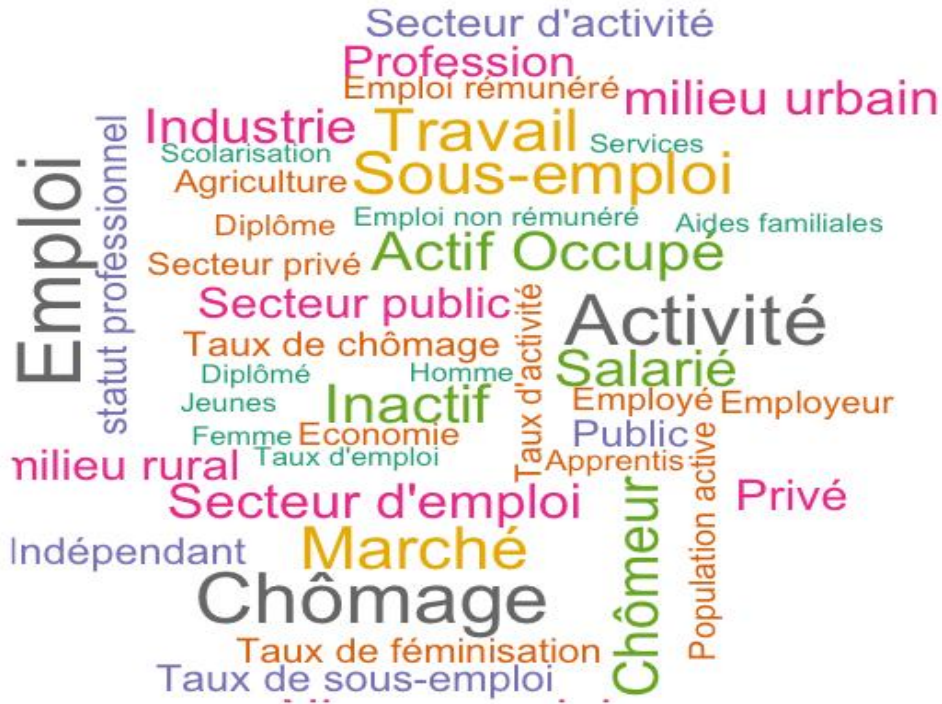 Secteur d'activité
Profession
Emploi rémunéré
milieu urbain
Industrie
Travail
Services
Scolarisation
Sous-emploi
Agriculture
Emploi
statut professionnel
Diplôme
Emploi non rémunéré
Aides familiales
Secteur privé
Actif Occupé
Secteur public
Taux d'activité
Activité
Taux de chômage
Diplômé
Homme
Salarié
Jeunes
Inactif
Employé
Employeur
Femme
Economie
Public
Taux d'emploi
Apprentis
Population active
milieu rural
Secteur d'emploi
Chômeur
Privé
Indépendant
Marché
Chômage
Taux de féminisation
Taux de sous-emploi